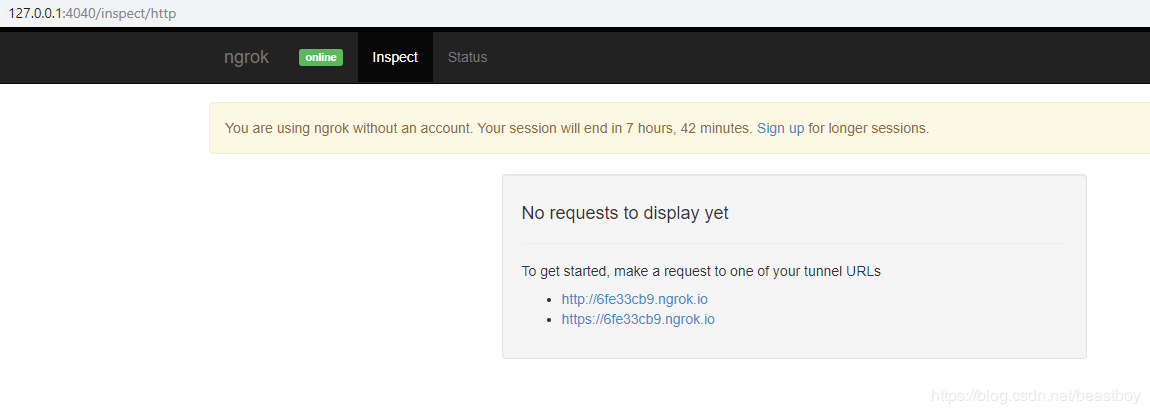 127.0.0.1:4040/inspect/http
ngrok online Inspect Status
You are using ngrok without an account. Your session will end in 7 hours, 42 minutes. Sign up for longer sessions.
No requests to display yet
To get started, make a request to one of your tunnel URLs
• http://6fe33cb9.ngrok.io
• https://6fe33cb9.ngrok.io
https://blog.csdn.net/beastboy